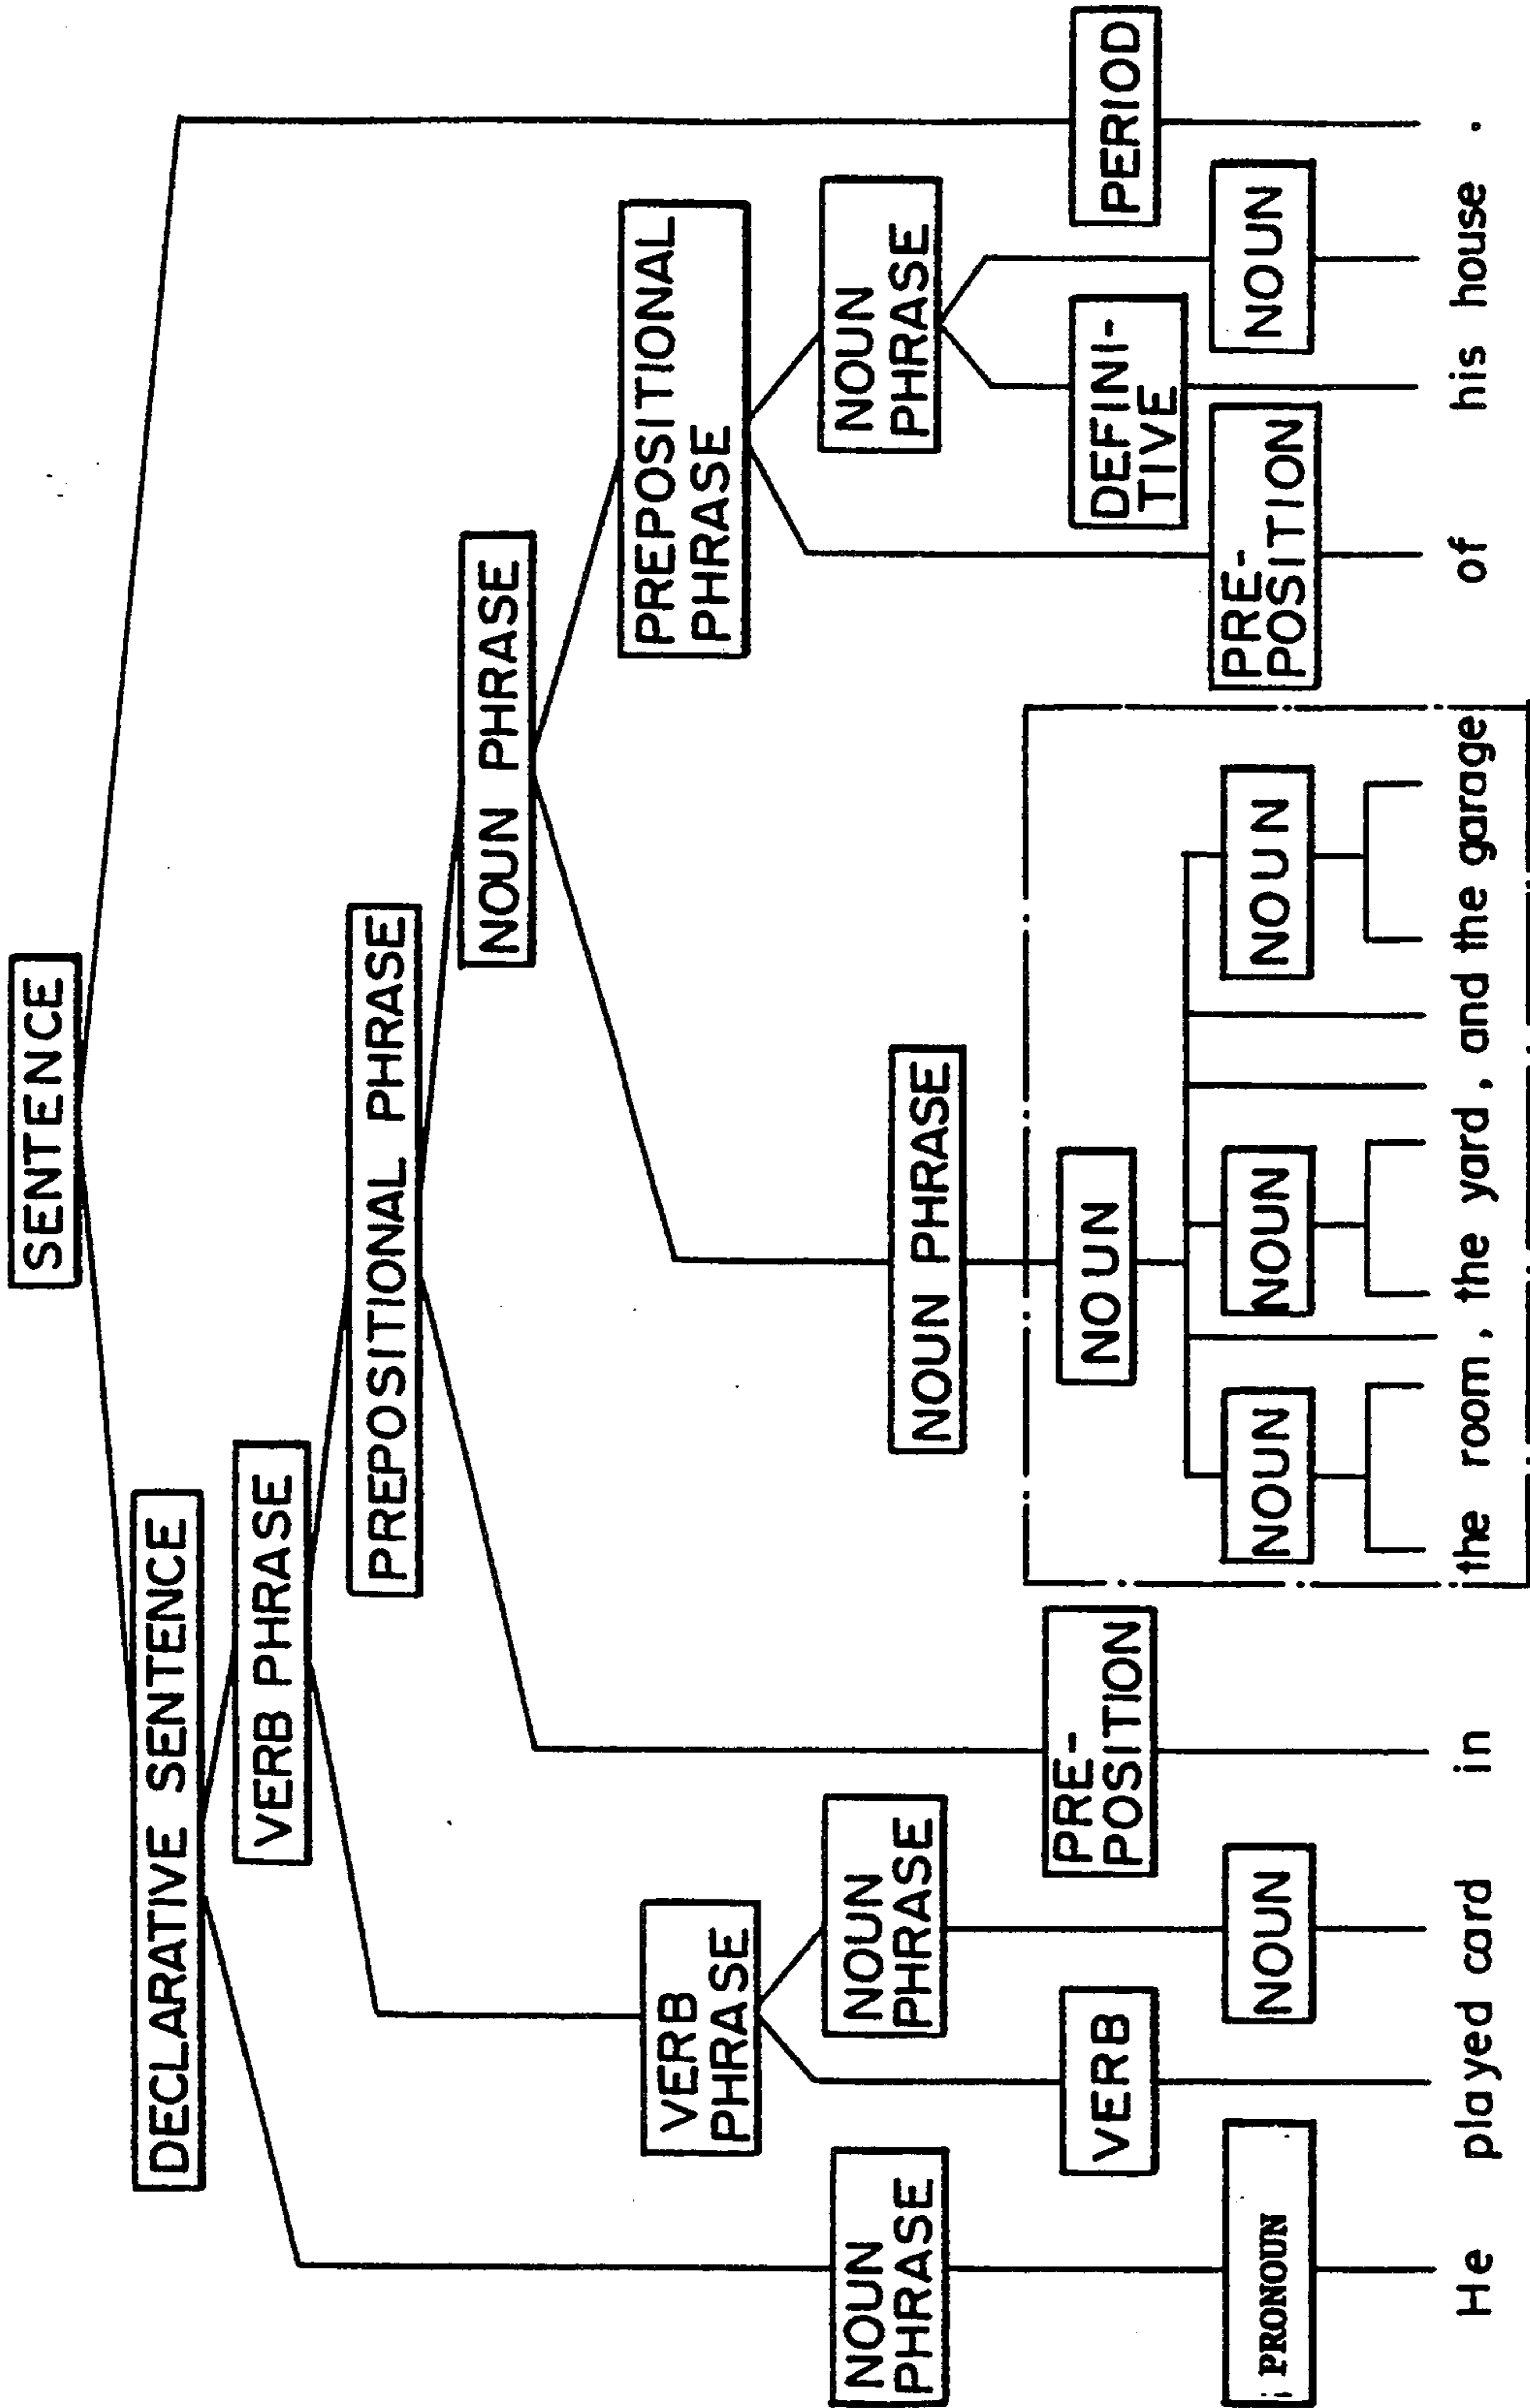 SENTENCE
DECLARATIVE SENTENCE
VERB PHRASE
PREPOSITIONAL PHRASE
NOUN PHRASE
PREPOSITIONAL
PHRASE
VERB
PHRASE
NOUN
PHRASE
NOUN
PHRASE
NOUN PHRASE
NOUN
PHRASE
PRE-
POSITION
VERB
NOUN
DEFINI-
TIVE
PERIOD
PRONOUN
NOUN
NOUN
NOUN
NOUN
PRE-
POSITION
NOUN
He played card in the room, the yard, and the garage of his house.